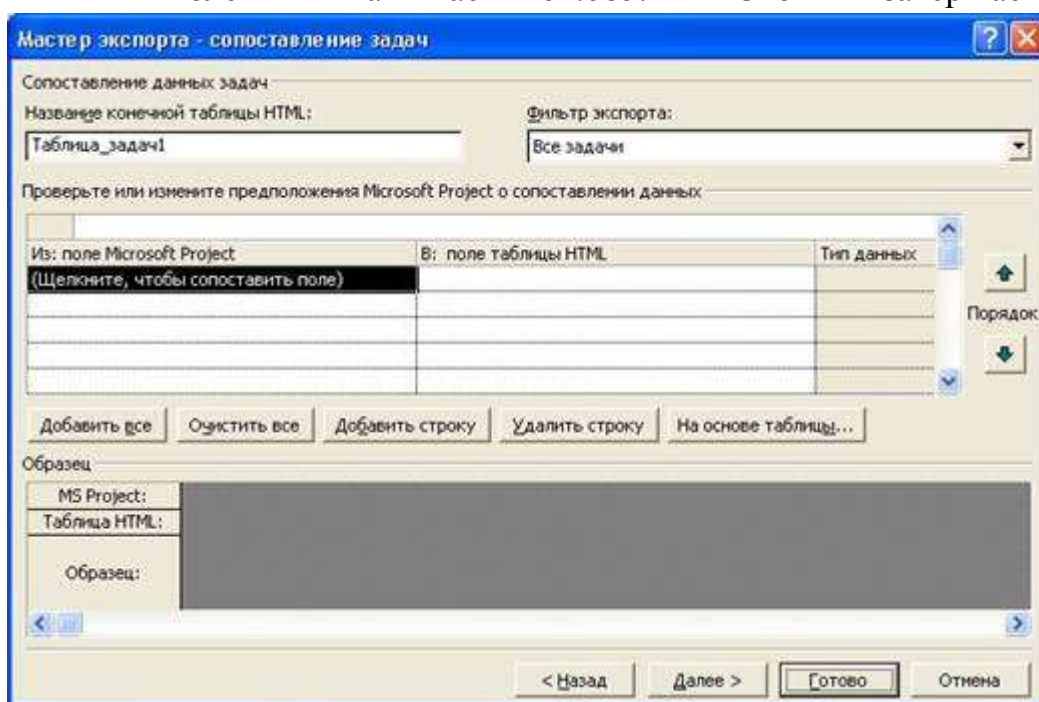 Мастер экспорта - сопоставление задач
Сопоставление данных задач
Название конечной таблицы HTML:
Фильтр экспорта:
Таблица_задач1
Все задачи
Проверьте или измените предположения Microsoft Project о сопоставлении данных
Из: поле Microsoft Project
В: поле таблицы HTML
Тип данных
(Щелкните, чтобы сопоставить поле)
Порядок
Добавить все
Очистить все
Добавить строку
Удалить строку
На основе таблицы...
Образец
MS Project:
Таблица HTML:
Образец:
< Назад
Далее >
Готово
Отмена